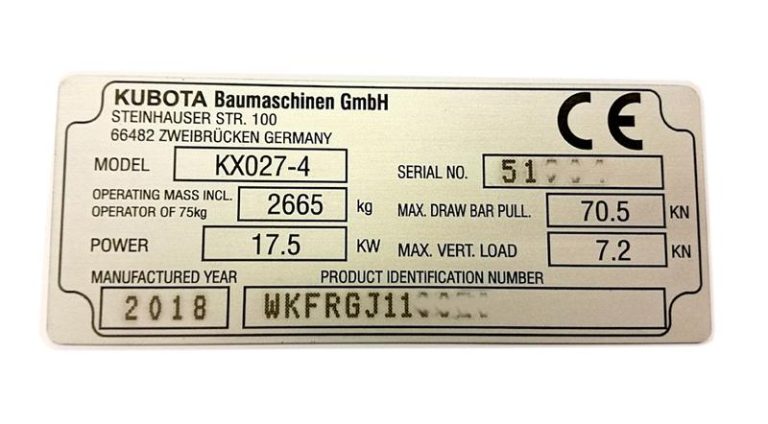 KUBOTA Baumaschinen GmbH
STEINHAUSER STR. 100
66482 ZWEIBRÜCKEN GERMANY
CE
MODEL KX027-4
SERIAL NO. 51
OPERATING MASS INCL.
OPERATOR OF 75kg 2665 kg
MAX. DRAW BAR PULL. 70.5 KN
POWER 17.5 KW
MAX. VERT. LOAD 7.2 KN
MANUFACTURED YEAR
2018
PRODUCT IDENTIFICATION NUMBER
WKFRGJ11